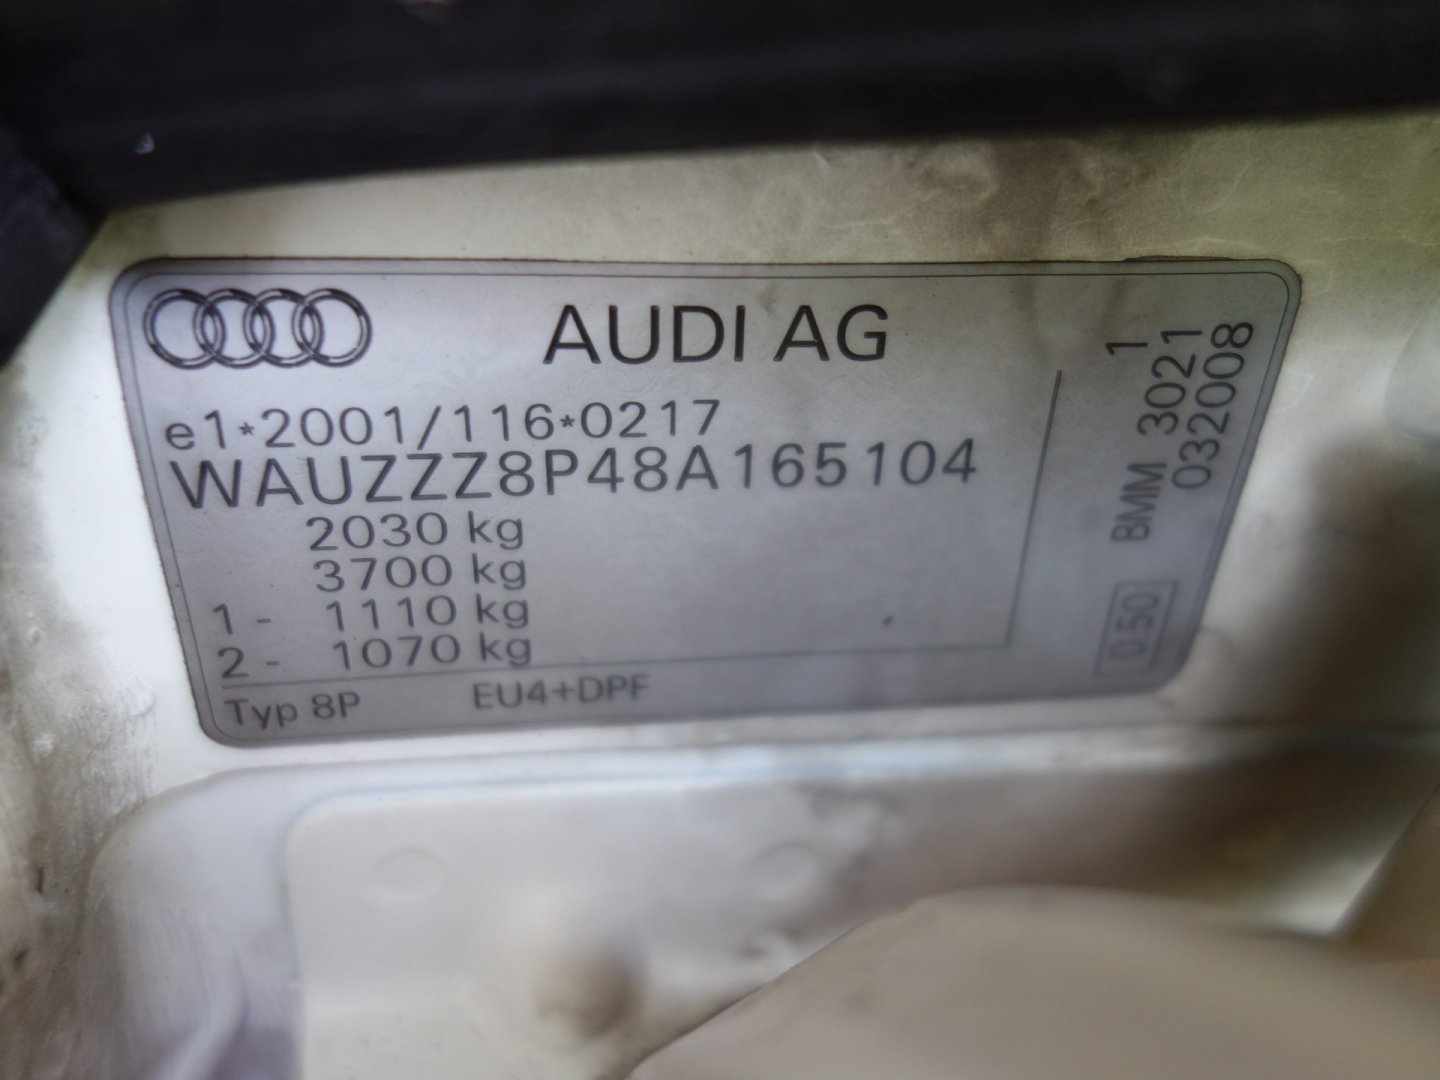 AUDI AG
e1*2001/116*0217
WAUZZZ8P48A165104
2030 kg
3700 kg
1 - 1110 kg
2 - 1070 kg
Typ 8P EU4+DPF
1
BMM 3021
032008
0.50